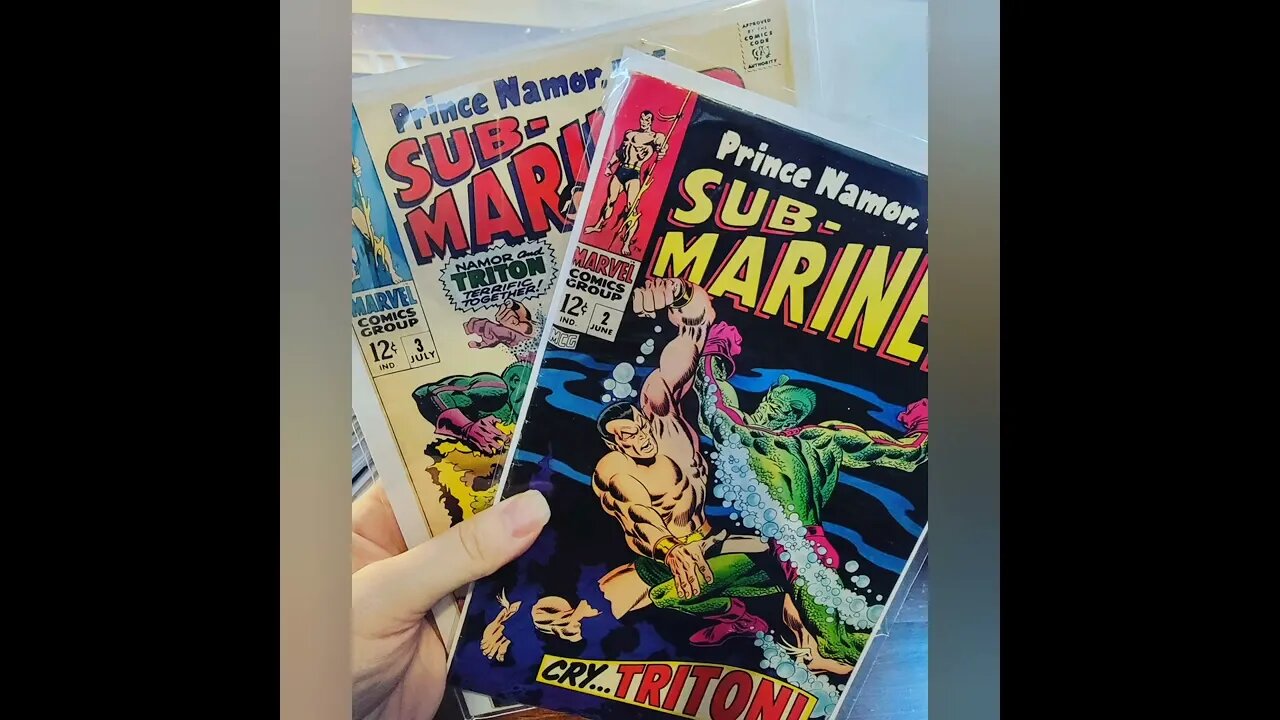 APPROVED
BY THE
COMICS
CODE
AUTHORITY
Prince Namor,
SUB-
MARIN
NAMOR and
TRITON
TERRIFIC
TOGETHER!
MARVEL
COMICS
GROUP
12¢
IND
3
JULY
Prince Namor,
SUB-
MARINE
MARVEL
COMICS
GROUP
12¢
IND.
2
JUNE
MCG
CRY... TRITON!